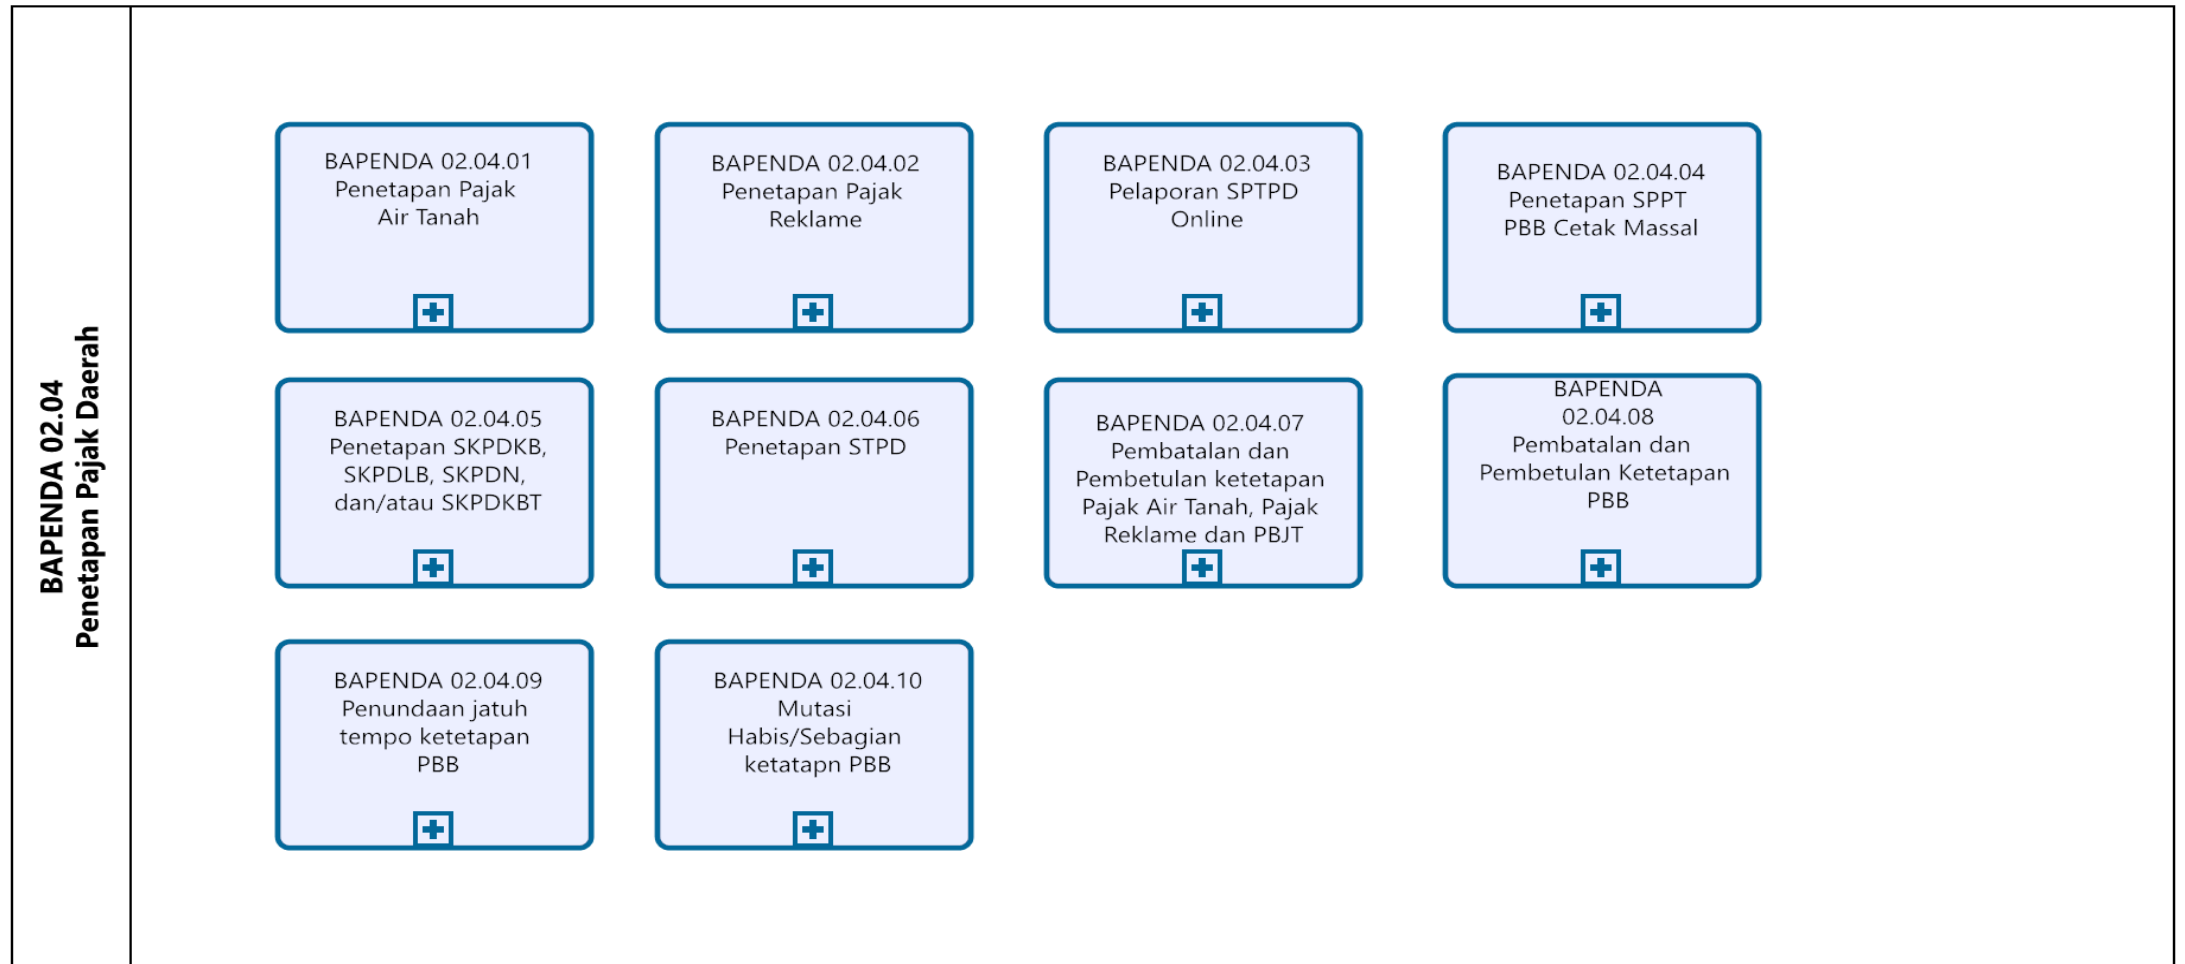 BAPENDA 02.04
Penetapan Pajak Daerah
BAPENDA 02.04.01
Penetapan Pajak
Air Tanah
BAPENDA 02.04.02
Penetapan Pajak
Reklame
BAPENDA 02.04.03
Pelaporan SPTPD
Online
BAPENDA 02.04.04
Penetapan SPPT
PBB Cetak Massal
BAPENDA 02.04.05
Penetapan SKPDKB,
SKPDLB, SKPDN,
dan/atau SKPDKBT
BAPENDA 02.04.06
Penetapan STPD
BAPENDA 02.04.07
Pembatalan dan
Pembetulan ketetapan
Pajak Air Tanah, Pajak
Reklame dan PBJT
BAPENDA
02.04.08
Pembatalan dan
Pembetulan Ketetapan
PBB
BAPENDA 02.04.09
Penundaan jatuh
tempo ketetapan
PBB
BAPENDA 02.04.10
Mutasi
Habis/Sebagian
ketatapn PBB